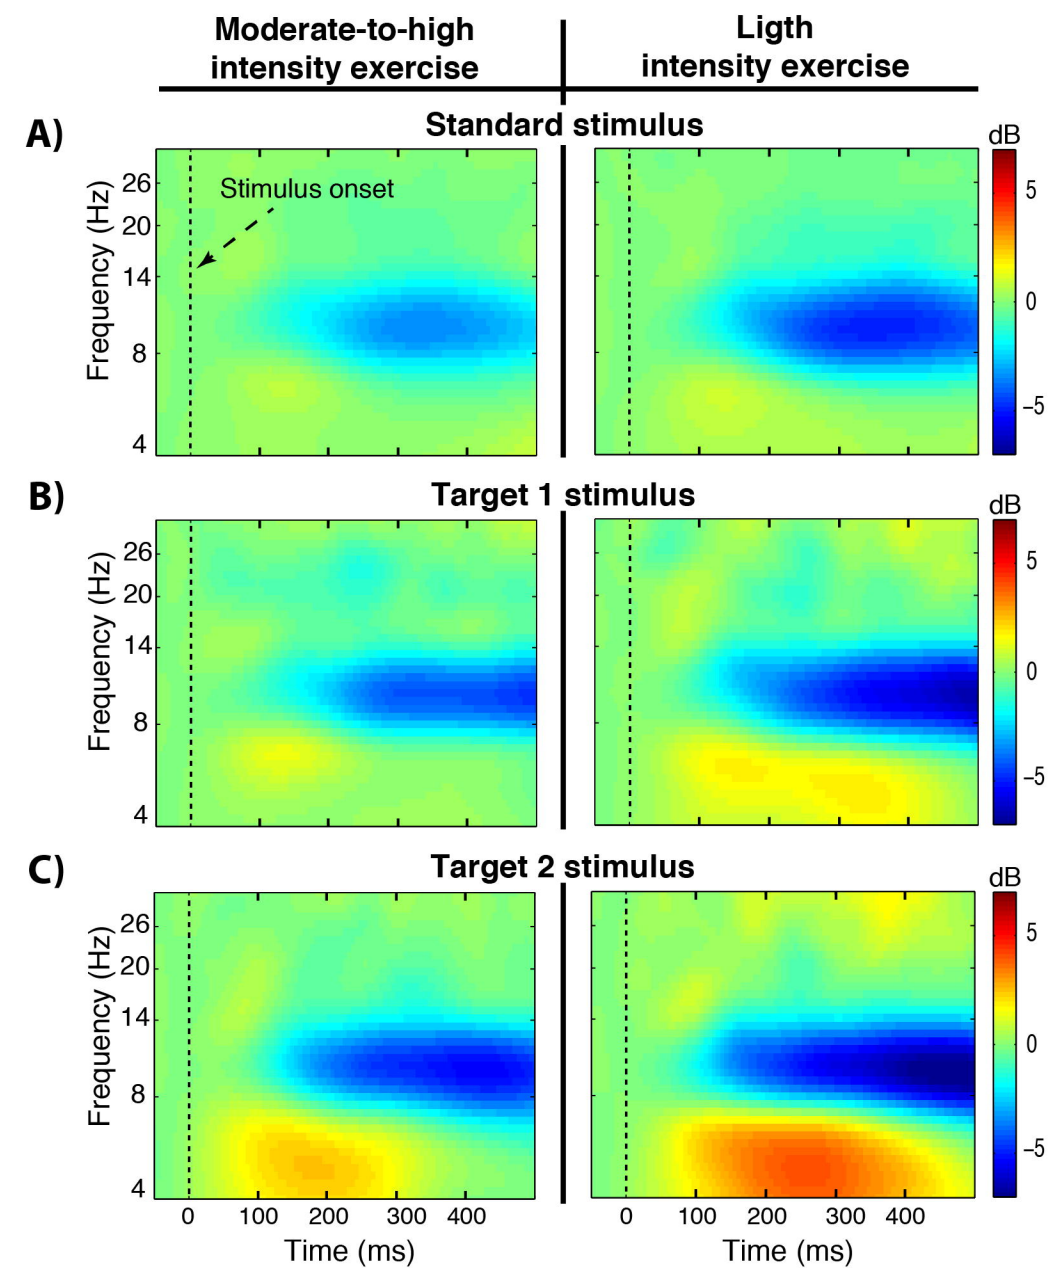 Moderate-to-high
intensity exercise
Ligth
intensity exercise
A)
Standard stimulus
dB
Stimulus onset
Frequency (Hz)
26
20
14
8
4
5
0
−5
B)
Target 1 stimulus
dB
Frequency (Hz)
26
20
14
8
4
5
0
−5
C)
Target 2 stimulus
dB
Frequency (Hz)
26
20
14
8
4
5
0
−5
0 100 200 300 400
0 100 200 300 400
Time (ms)
Time (ms)